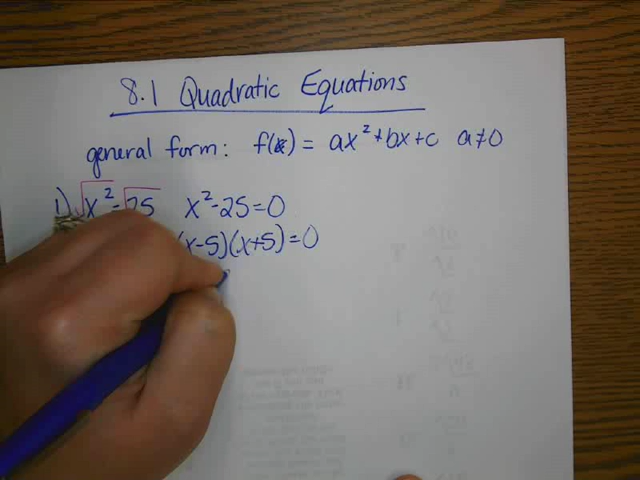 8.1 Quadratic Equations
general form: f(x) = ax²+bx+c a≠0
1) √x² = √25 x²-25=0
(x-5)(x+5)=0